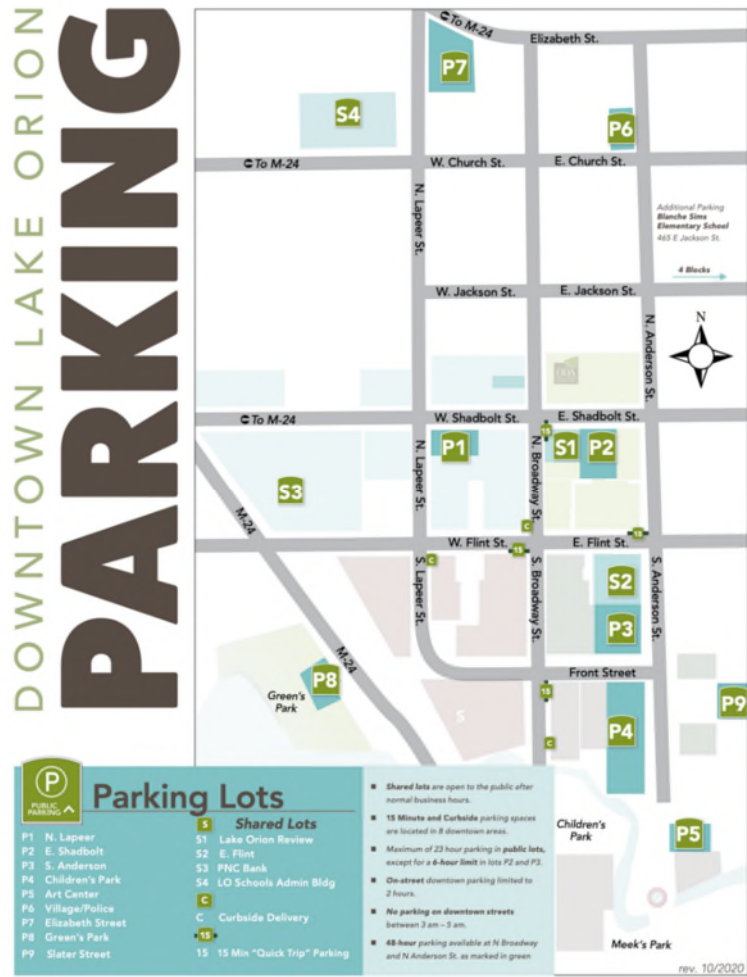 DOWNTOWN LAKE ORION
PARKING
To M-24
Elizabeth St.
P7
S4
P6
To M-24
W. Church St.
E. Church St.
N. Lapeer St.
Additional Parking
Blanche Sims
Elementary School
465 E Jackson St.
4 Blocks
W. Jackson St.
E. Jackson St.
N
N. Anderson St.
To M-24
W. Shadbolt St.
E. Shadbolt St.
15
P1
S1
P2
N. Lapeer St.
N. Broadway St.
S3
M-24
C
15
W. Flint St.
15
E. Flint St.
C
S. Lapeer St.
S. Broadway St.
S. Anderson St.
S2
P3
M-24
Front Street
P8
Green's
Park
15
P9
S
P4
C
Children's
Park
P5
Meek's Park
P
PUBLIC
PARKING
Parking Lots
P1 N. Lapeer
P2 E. Shadbolt
P3 S. Anderson
P4 Children's Park
P5 Art Center
P6 Village/Police
P7 Elizabeth Street
P8 Green's Park
P9 Slater Street
S
Shared Lots
S1 Lake Orion Review
S2 E. Flint
S3 PNC Bank
S4 LO Schools Admin Bldg
C
C Curbside Delivery
15
15 15 Min "Quick Trip" Parking
■ Shared lots are open to the public after
normal business hours.
■ 15 Minute and Curbside parking spaces
are located in 8 downtown areas.
■ Maximum of 23 hour parking in public lots,
except for a 6-hour limit in lots P2 and P3.
■ On-street downtown parking limited to
2 hours.
■ No parking on downtown streets
between 3 am – 5 am.
■ 48-hour parking available at N Broadway
and N Anderson St. as marked in green
rev. 10/2020